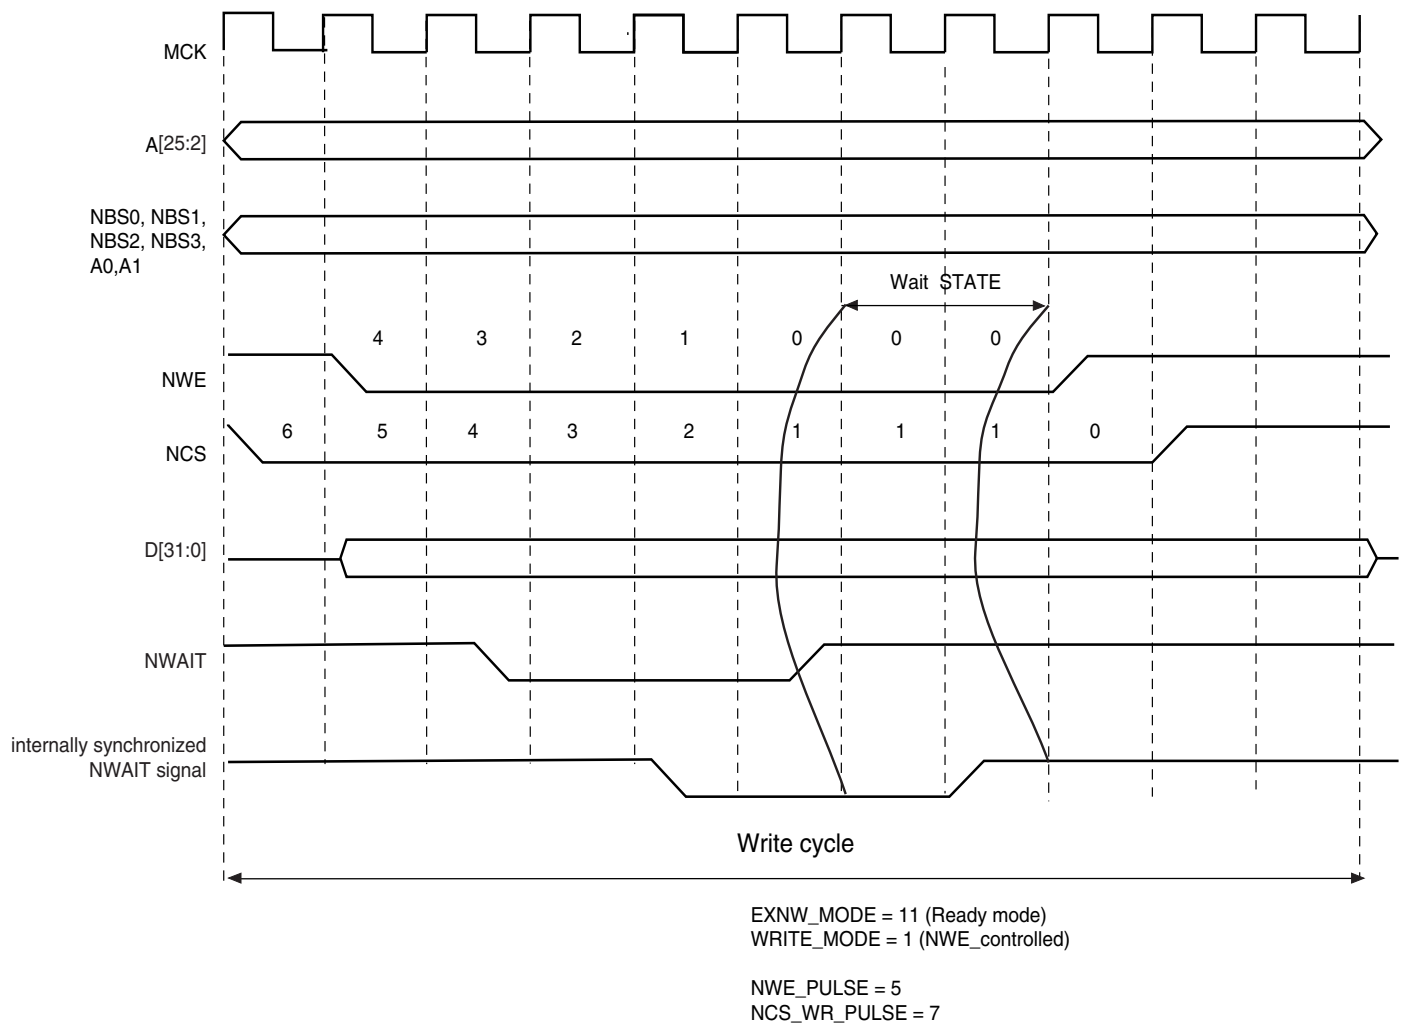 MCK
A[25:2]
NBS0, NBS1,
NBS2, NBS3,
A0,A1
Wait STATE
4 3 2 1 0 0 0
NWE
6 5 4 3 2 1 1 1 0
NCS
D[31:0]
NWAIT
internally synchronized
NWAIT signal
Write cycle
EXNW_MODE = 11 (Ready mode)
WRITE_MODE = 1 (NWE_controlled)
NWE_PULSE = 5
NCS_WR_PULSE = 7